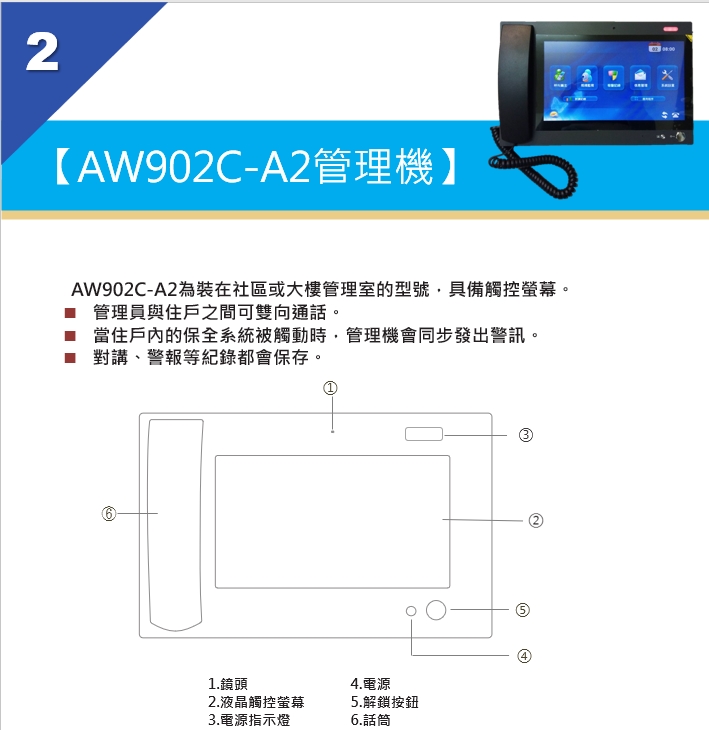 2
【AW902C-A2管理機】
AW902C-A2為裝在社區或大樓管理室的型號，具備觸控螢幕。
■ 管理員與住戶之間可雙向通話。
■ 當住戶內的保全系統被觸動時，管理機會同步發出警訊。
■ 對講、警報等紀錄都會保存。
①
③
⑥
②
⑤
④
1.鏡頭
2.液晶觸控螢幕
3.電源指示燈
4.電源
5.解鎖按鈕
6.話筒